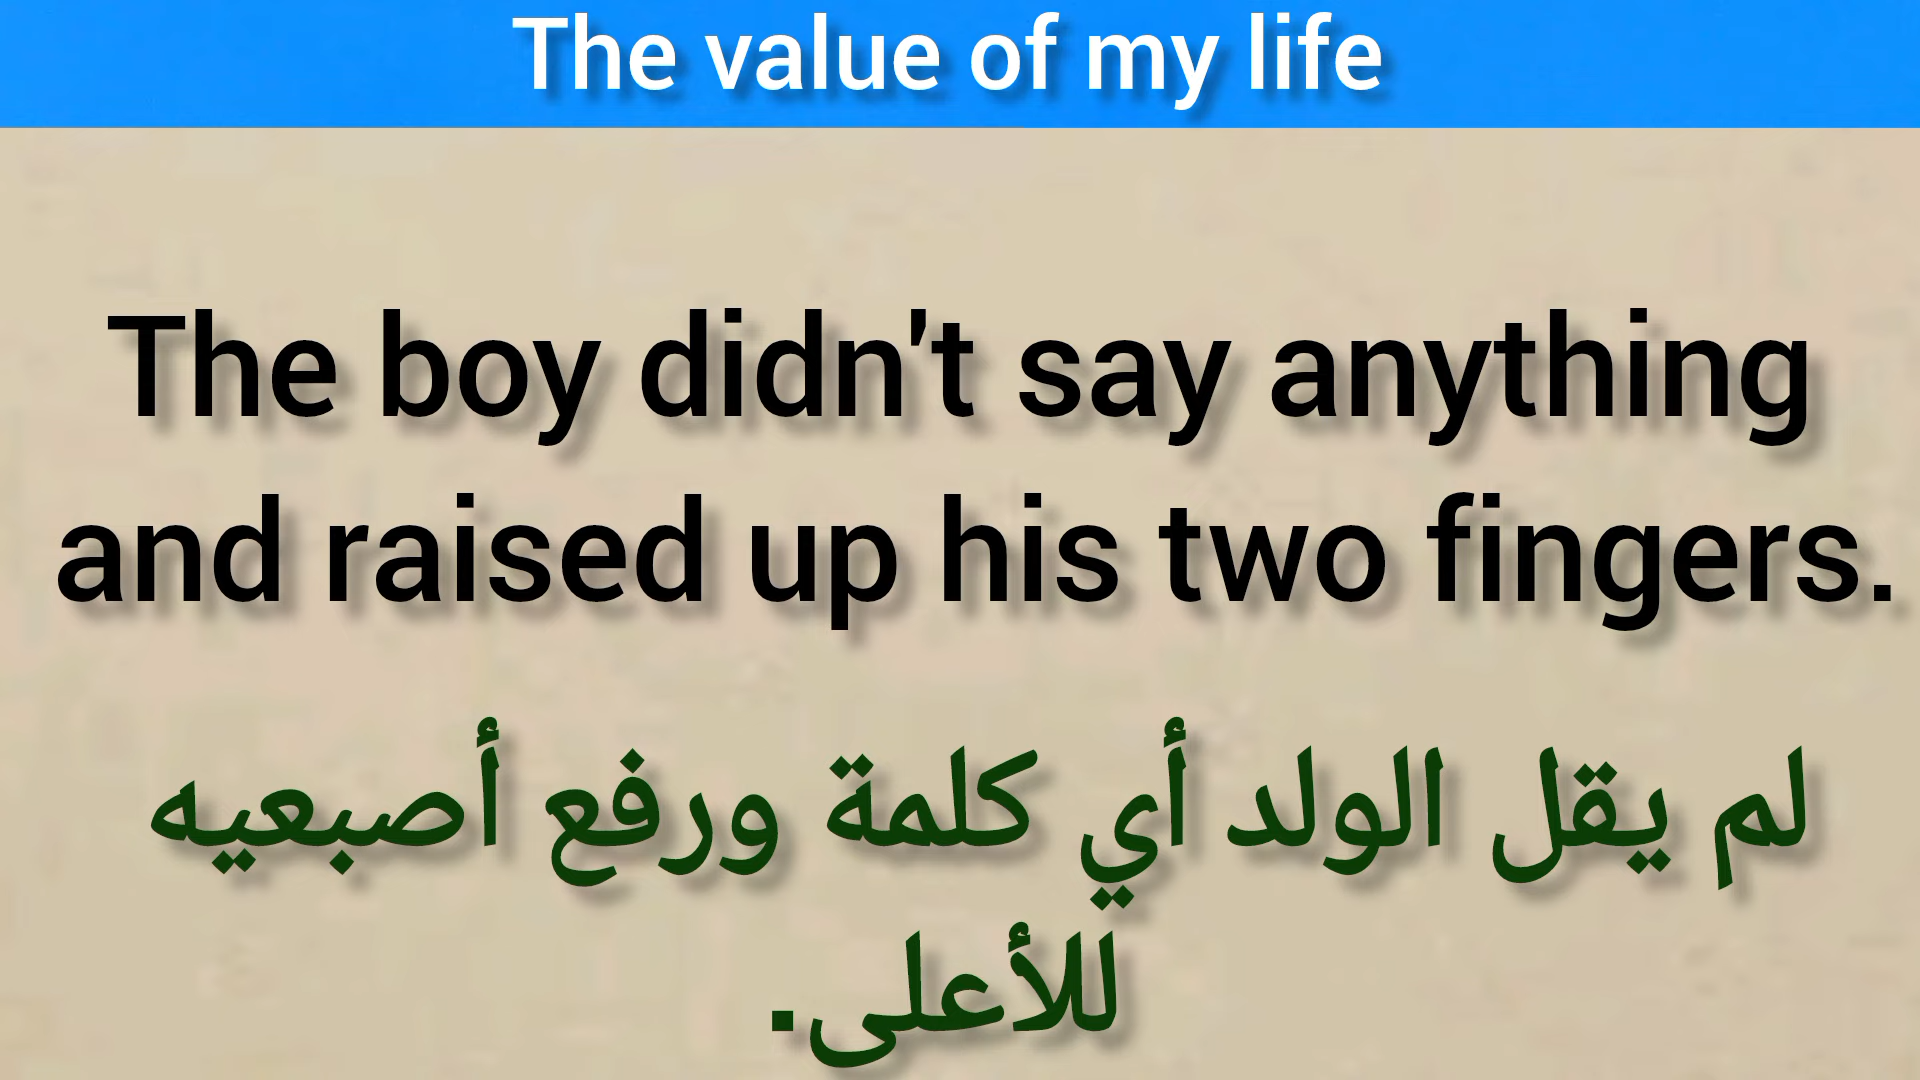 The value of my life
The boy didn't say anything
and raised up his two fingers.
لم يقل الولد أي كلمة ورفع أصبعيه
للأعلى.